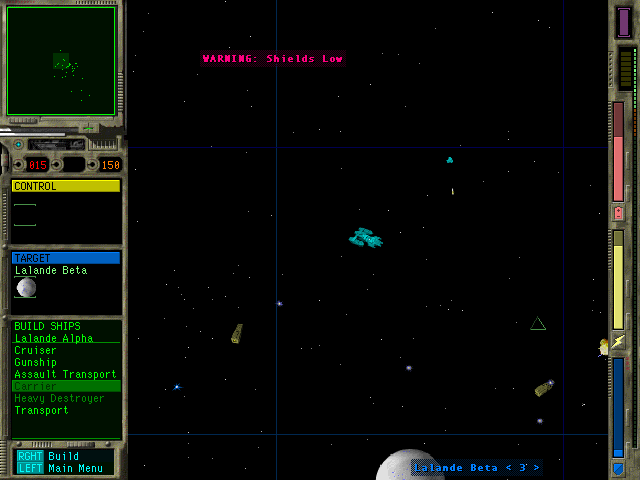 WARNING: Shields Low
015
150
CONTROL
TARGET
Lalande Beta
BUILD SHIPS
Lalande Alpha
Cruiser
Gunship
Assault Transport
Carrier
Heavy Destroyer
Transport
RGHT Build
LEFT Main Menu
Lalande Beta < 3 >